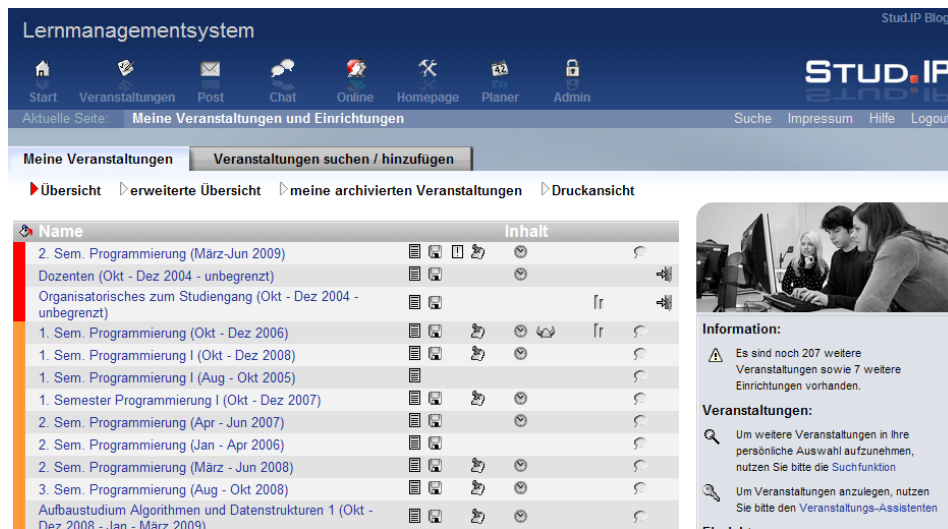 Stud.IP Blog
Lernmanagementsystem
Start Veranstaltungen Post Chat Online Homepage Planer Admin
STUD.IP
Aktuelle Seite: Meine Veranstaltungen und Einrichtungen Suche Impressum Hilfe Logout
Meine Veranstaltungen Veranstaltungen suchen / hinzufügen
Übersicht erweiterte Übersicht meine archivierten Veranstaltungen Druckansicht
Name Inhalt
2. Sem. Programmierung (März-Jun 2009)
Dozenten (Okt - Dez 2004 - unbegrenzt)
Organisatorisches zum Studiengang (Okt - Dez 2004 -
unbegrenzt)
1. Sem. Programmierung (Okt - Dez 2006)
1. Sem. Programmierung I (Okt - Dez 2008)
1. Sem. Programmierung I (Aug - Okt 2005)
1. Semester Programmierung I (Okt - Dez 2007)
2. Sem. Programmierung (Apr - Jun 2007)
2. Sem. Programmierung (Jan - Apr 2006)
2. Sem. Programmierung (März - Jun 2008)
3. Sem. Programmierung (Aug - Okt 2008)
Aufbaustudium Algorithmen und Datenstrukturen 1 (Okt -
Dez 2008 - Jan - März 2009)
Information:
Es sind noch 207 weitere
Veranstaltungen sowie 7 weitere
Einrichtungen vorhanden.
Veranstaltungen:
Um weitere Veranstaltungen in Ihre
persönliche Auswahl aufzunehmen,
nutzen Sie bitte die Suchfunktion
Um Veranstaltungen anzulegen, nutzen
Sie bitte den Veranstaltungs-Assistenten